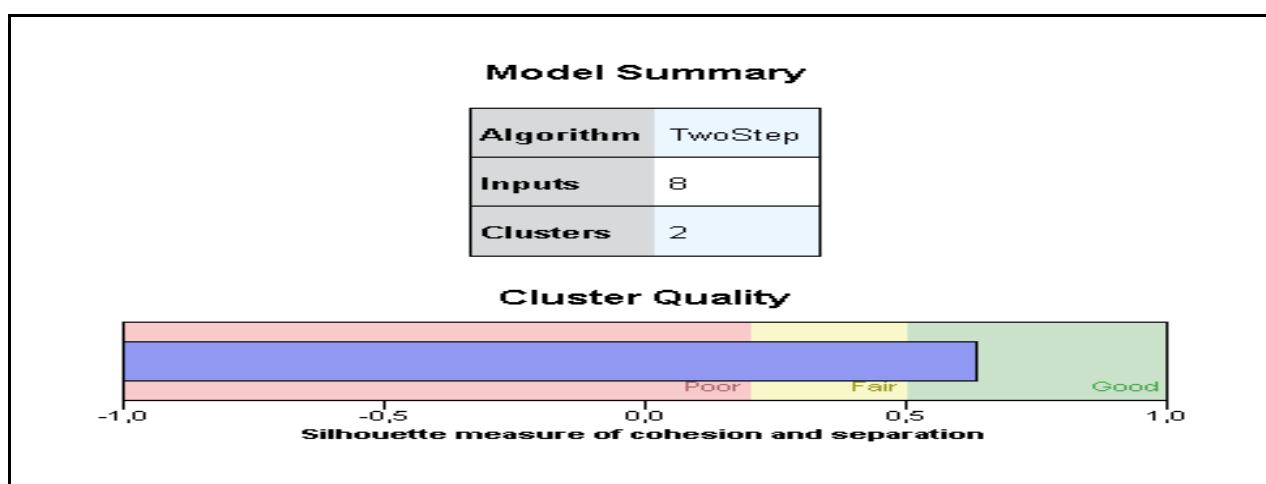 Model Summary
Algorithm TwoStep
Inputs 8
Clusters 2
Cluster Quality
Poor Fair Good
-1,0 -0,5 0,0 0,5 1,0
Silhouette measure of cohesion and separation